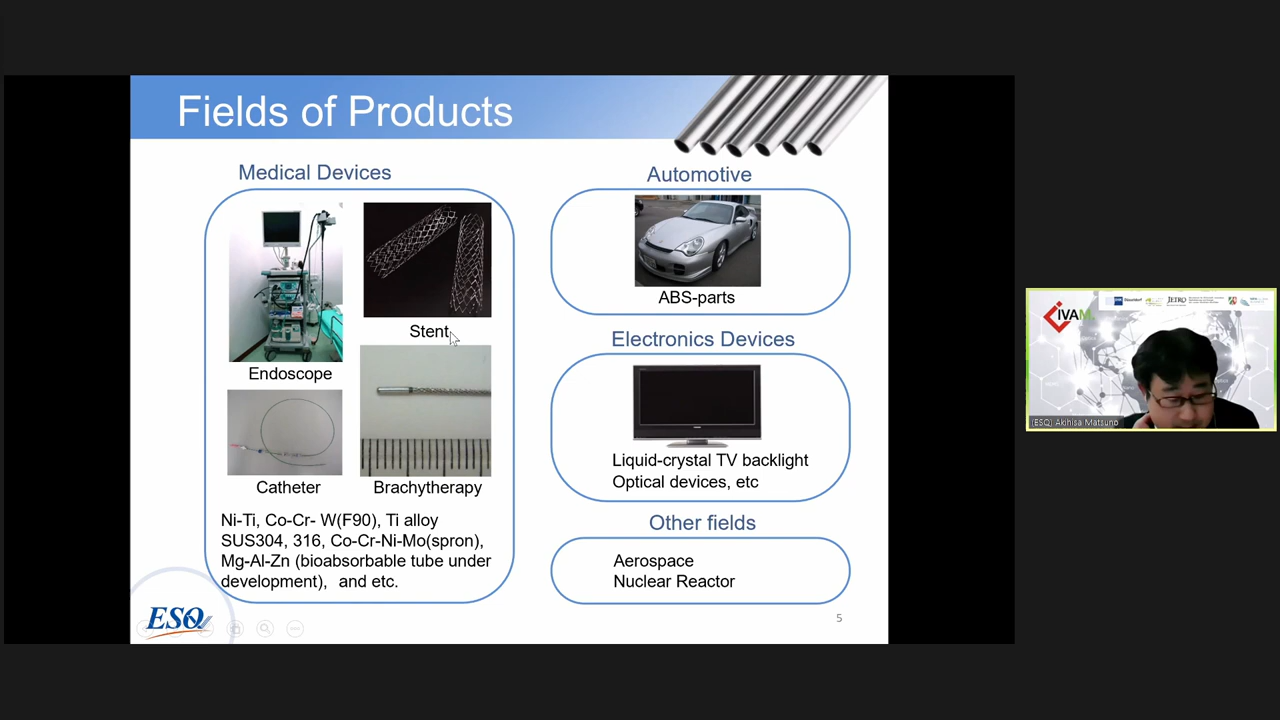 Fields of Products
Medical Devices
Endoscope
Stent
Catheter
Brachytherapy
Ni-Ti, Co-Cr- W(F90), Ti alloy
SUS304, 316, Co-Cr-Ni-Mo(spron),
Mg-Al-Zn (bioabsorbable tube under
development), and etc.
Automotive
ABS-parts
Electronics Devices
Liquid-crystal TV backlight
Optical devices, etc
Other fields
Aerospace
Nuclear Reactor
ESQ
5
IVAM
Düsseldorf
JETRO
(ESQ) Akihisa Matsuno